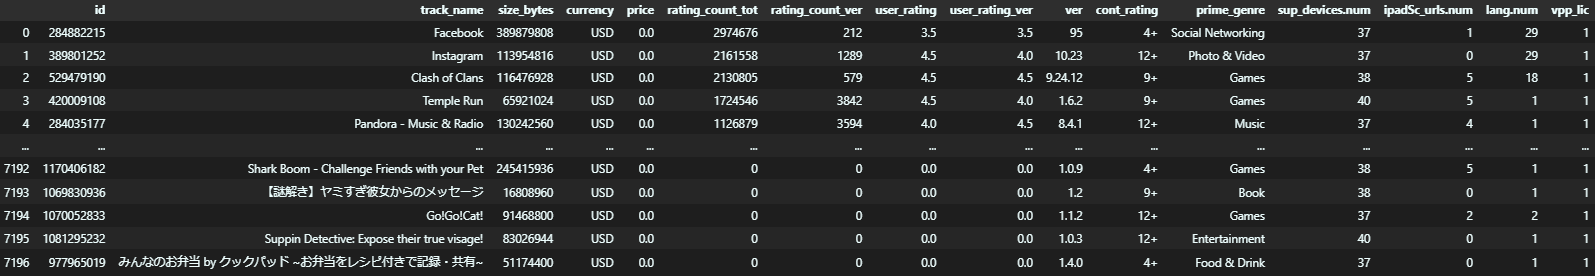 id track_name size_bytes currency price rating_count_tot rating_count_ver user_rating user_rating_ver ver cont_rating prime_genre sup_devices.num ipadSc_urls.num lang.num vpp_lic
0 284882215 Facebook 389879808 USD 0.0 2974676 212 3.5 3.5 95 4+ Social Networking 37 1 29 1
1 389801252 Instagram 113954816 USD 0.0 2161558 1289 4.5 4.0 10.23 12+ Photo & Video 37 0 29 1
2 529479190 Clash of Clans 116476928 USD 0.0 2130805 579 4.5 4.5 9.24.12 9+ Games 38 5 18 1
3 420009108 Temple Run 65921024 USD 0.0 1724546 3842 4.5 4.0 1.6.2 9+ Games 40 5 1 1
4 284035177 Pandora - Music & Radio 130242560 USD 0.0 1126879 3594 4.0 4.5 8.4.1 12+ Music 37 4 1 1
... ... ... ... ... ... ... ... ... ... ... ... ... ... ... ... ...
7192 1170406182 Shark Boom - Challenge Friends with your Pet 245415936 USD 0.0 0 0 0.0 0.0 1.0.9 4+ Games 38 5 1 1
7193 1069830936 【謎解き】ヤミすぎ彼女からのメッセージ 16808960 USD 0.0 0 0 0.0 0.0 1.2 9+ Book 38 0 1 1
7194 1070052833 Go!Go!Cat! 91468800 USD 0.0 0 0 0.0 0.0 1.1.2 12+ Games 37 2 2 1
7195 1081295232 Suppin Detective: Expose their true visage! 83026944 USD 0.0 0 0 0.0 0.0 1.0.3 12+ Entertainment 40 0 1 1
7196 977965019 みんなのお弁当 by クックパッド ~お弁当をレシピ付きで記録・共有~ 51174400 USD 0.0 0 0 0.0 0.0 1.4.0 4+ Food & Drink 37 0 1 1